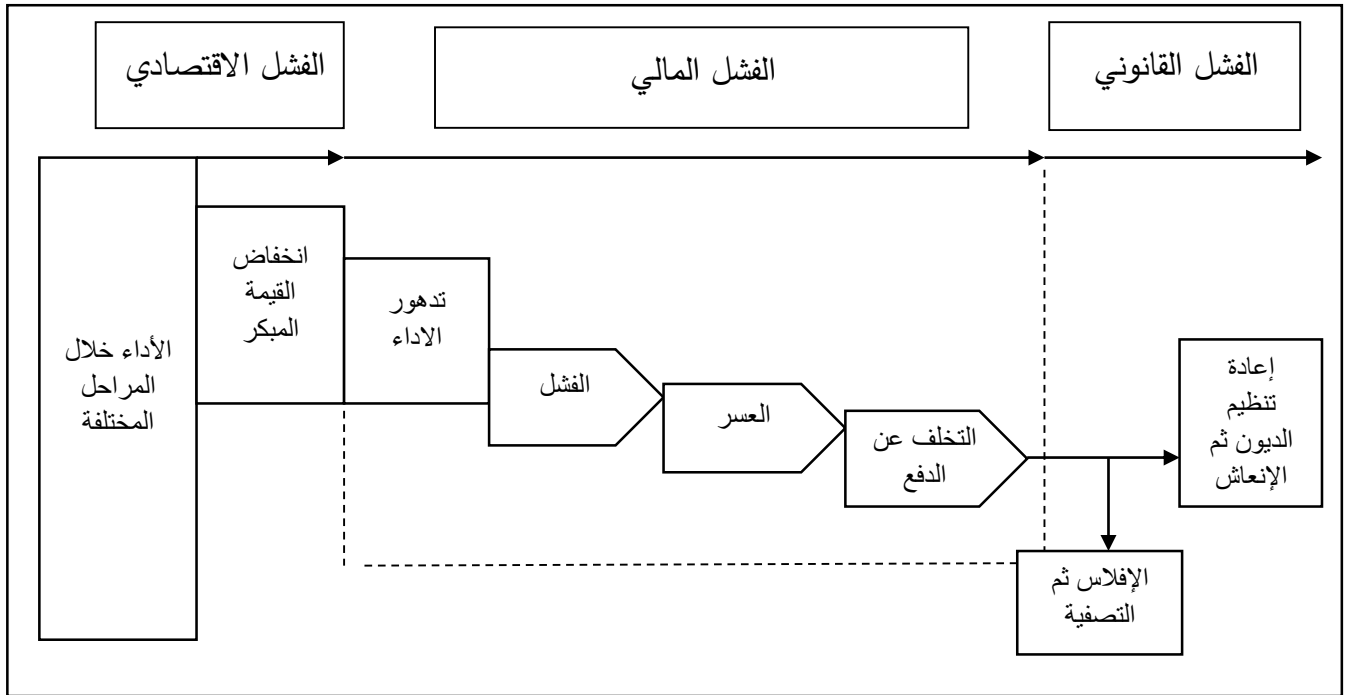 الفشل الاقتصادي
الفشل المالي
الفشل القانوني
الأداء خلال
المراحل
المختلفة
انخفاض
القيمة
المبكر
تدهور
الاداء
الفشل
العسر
التخلف عن
الدفع
إعادة
تنظيم
الديون ثم
الإنعاش
الإفلاس ثم
التصفية